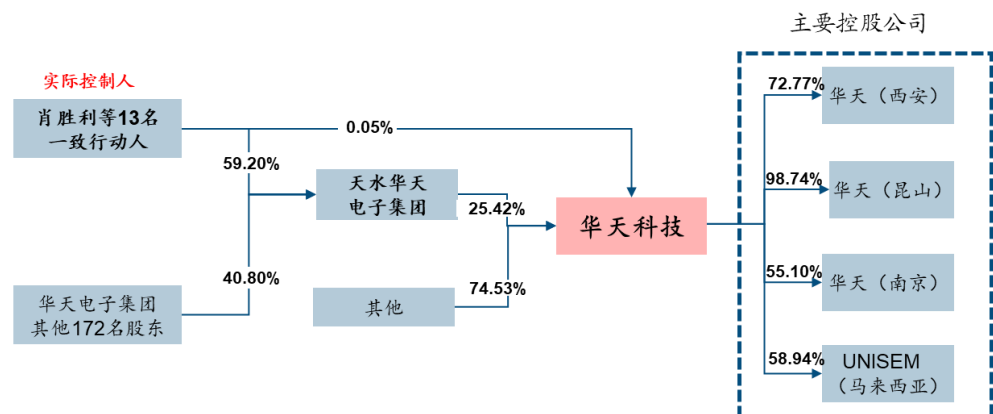 主要控股公司
实际控制人
肖胜利等13名
一致行动人
0.05%
59.20%
天水华天
电子集团
25.42%
华天科技
40.80%
华天电子集团
其他172名股东
其他
74.53%
72.77%
华天（西安）
98.74%
华天（昆山）
55.10%
华天（南京）
58.94%
UNISEM
（马来西亚）